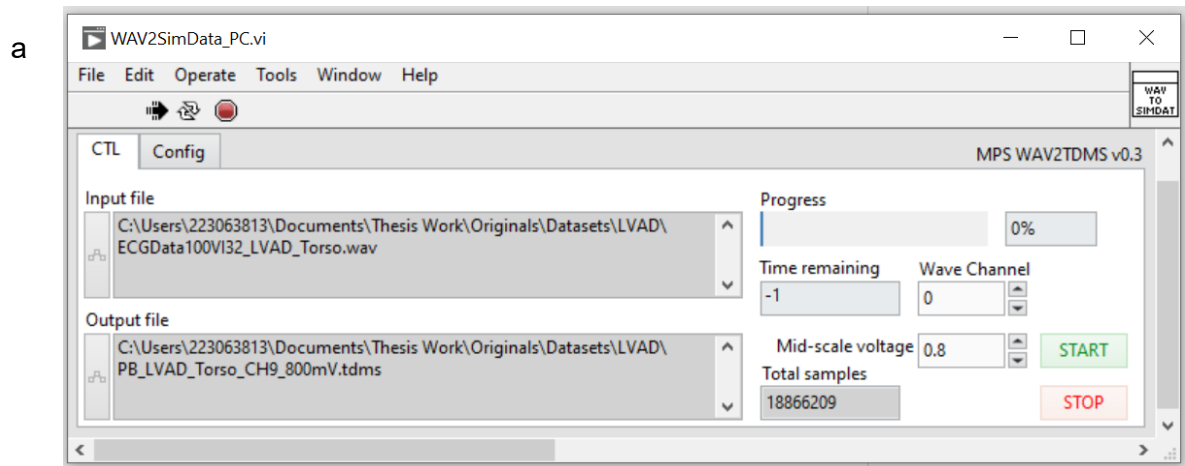 a
WAV2SimData_PC.vi
File Edit Operate Tools Window Help
WAV
TO
SIMDAT
CTL Config
MPS WAV2TDMS v0.3
Input file
C:\Users\223063813\Documents\Thesis Work\Originals\Datasets\LVAD\
ECGData100VI32_LVAD_Torso.wav
Progress
0%
Time remaining Wave Channel
-1 0
Output file
C:\Users\223063813\Documents\Thesis Work\Originals\Datasets\LVAD\
PB_LVAD_Torso_CH9_800mV.tdms
Mid-scale voltage 0.8 START
Total samples
18866209 STOP